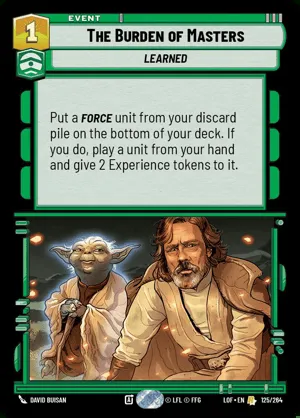 EVENT
1
THE BURDEN OF MASTERS
LEARNED
Put a FORCE unit from your discard
pile on the bottom of your deck. If
you do, play a unit from your hand
and give 2 Experience tokens to it.
DAVID BUISAN
© LFL © FFG
LOF • EN
125/264